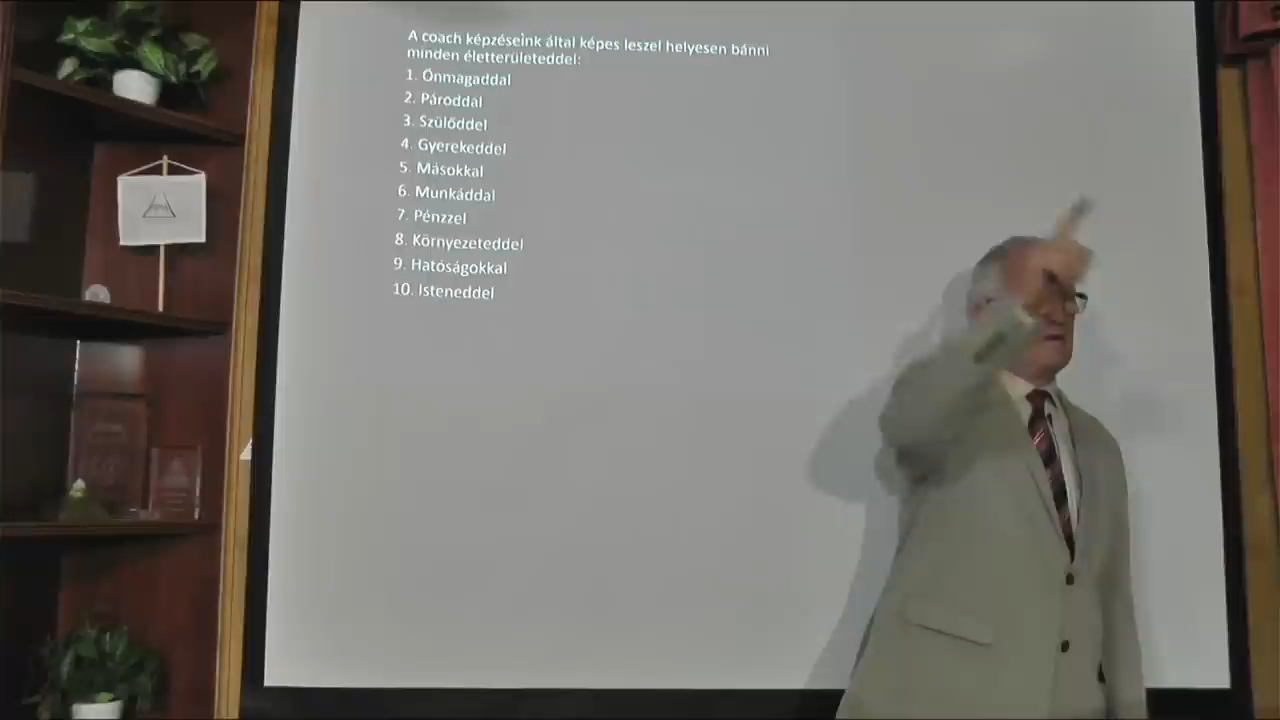 A coach képzéseink által képes leszel helyesen bánni
minden életterületeddel:
1. Önmagaddal
2. Pároddal
3. Szülőddel
4. Gyerekeddel
5. Másokkal
6. Munkáddal
7. Pénzzel
8. Környezeteddel
9. Hatóságokkal
10. Isteneddel